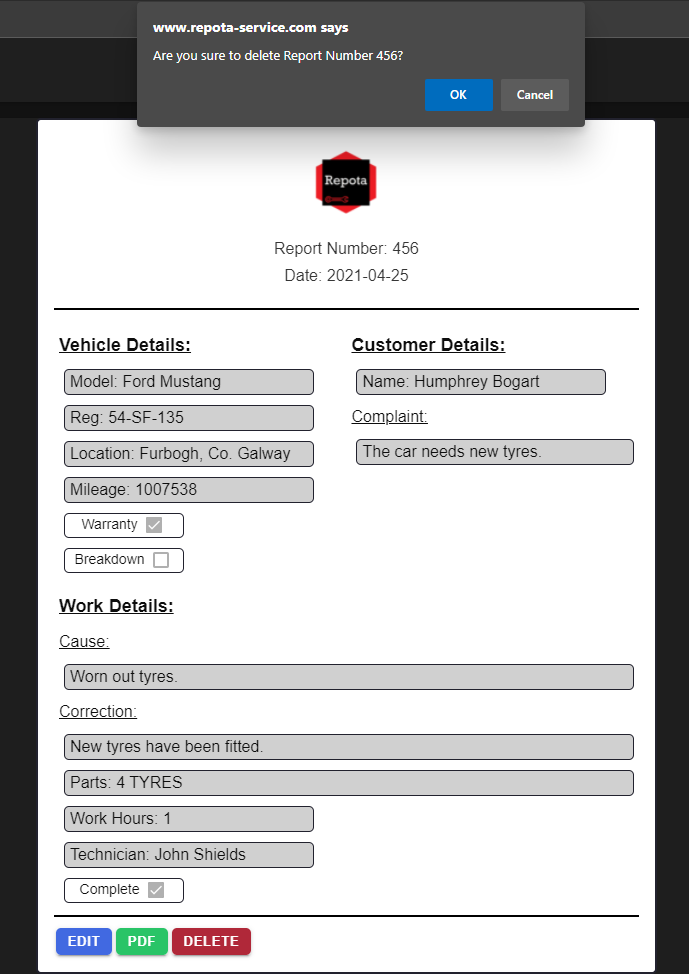 www.repota-service.com says
Are you sure to delete Report Number 456?
OK
Cancel
Repota
Report Number: 456
Date: 2021-04-25
Vehicle Details:
Model: Ford Mustang
Reg: 54-SF-135
Location: Furbogh, Co. Galway
Mileage: 1007538
Warranty
Breakdown
Customer Details:
Name: Humphrey Bogart
Complaint:
The car needs new tyres.
Work Details:
Cause:
Worn out tyres.
Correction:
New tyres have been fitted.
Parts: 4 TYRES
Work Hours: 1
Technician: John Shields
Complete
EDIT
PDF
DELETE